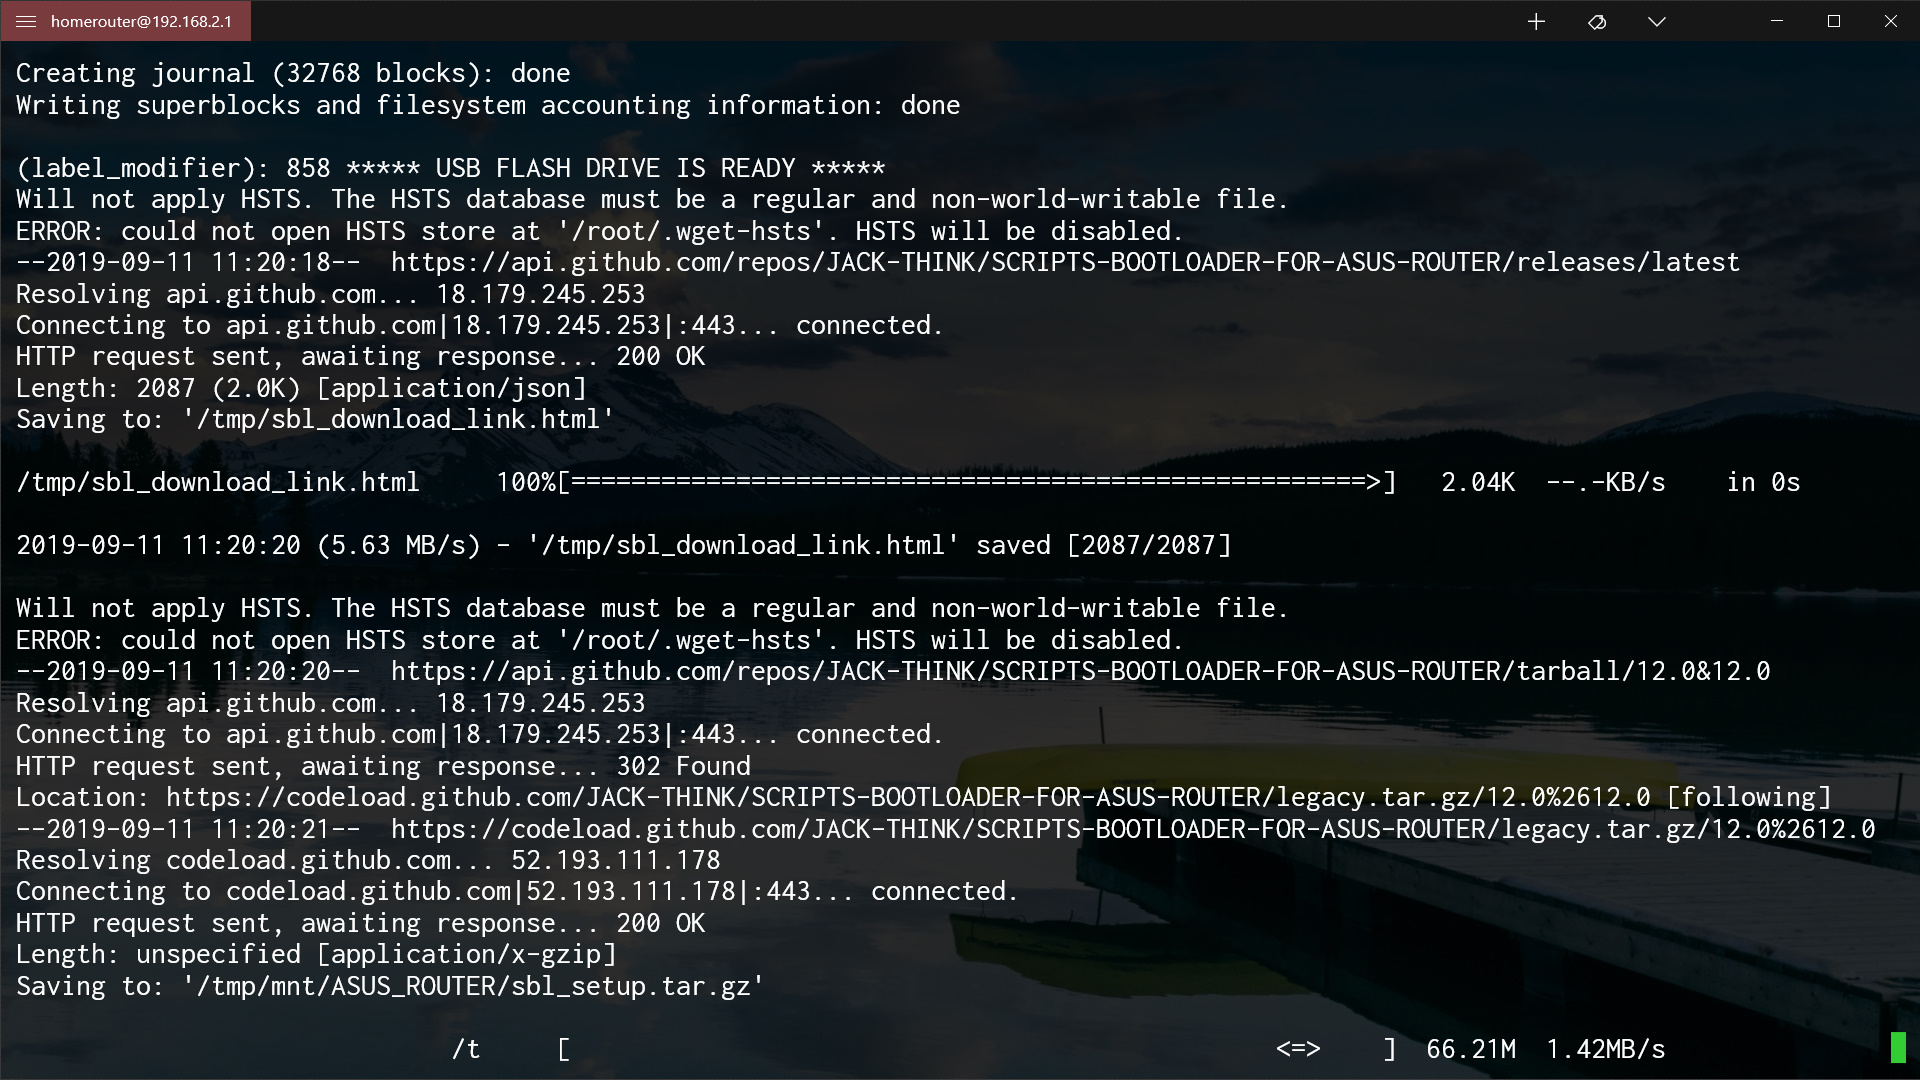 homerouter@192.168.2.1
Creating journal (32768 blocks): done
Writing superblocks and filesystem accounting information: done
(label_modifier): 858 ***** USB FLASH DRIVE IS READY *****
Will not apply HSTS. The HSTS database must be a regular and non-world-writable file.
ERROR: could not open HSTS store at '/root/.wget-hsts'. HSTS will be disabled.
--2019-09-11 11:20:18--  https://api.github.com/repos/JACK-THINK/SCRIPTS-BOOTLOADER-FOR-ASUS-ROUTER/releases/latest
Resolving api.github.com... 18.179.245.253
Connecting to api.github.com|18.179.245.253|:443... connected.
HTTP request sent, awaiting response... 200 OK
Length: 2087 (2.0K) [application/json]
Saving to: '/tmp/sbl_download_link.html'
/tmp/sbl_download_link.html     100%[=====================================================>]   2.04K  --.-KB/s    in 0s
2019-09-11 11:20:20 (5.63 MB/s) - '/tmp/sbl_download_link.html' saved [2087/2087]
Will not apply HSTS. The HSTS database must be a regular and non-world-writable file.
ERROR: could not open HSTS store at '/root/.wget-hsts'. HSTS will be disabled.
--2019-09-11 11:20:20--  https://api.github.com/repos/JACK-THINK/SCRIPTS-BOOTLOADER-FOR-ASUS-ROUTER/tarball/12.0&12.0
Resolving api.github.com... 18.179.245.253
Connecting to api.github.com|18.179.245.253|:443... connected.
HTTP request sent, awaiting response... 302 Found
Location: https://codeload.github.com/JACK-THINK/SCRIPTS-BOOTLOADER-FOR-ASUS-ROUTER/legacy.tar.gz/12.0%2612.0 [following]
--2019-09-11 11:20:21--  https://codeload.github.com/JACK-THINK/SCRIPTS-BOOTLOADER-FOR-ASUS-ROUTER/legacy.tar.gz/12.0%2612.0
Resolving codeload.github.com... 52.193.111.178
Connecting to codeload.github.com|52.193.111.178|:443... connected.
HTTP request sent, awaiting response... 200 OK
Length: unspecified [application/x-gzip]
Saving to: '/tmp/mnt/ASUS_ROUTER/sbl_setup.tar.gz'
/t     [                                               <=>    ]  66.21M  1.42MB/s